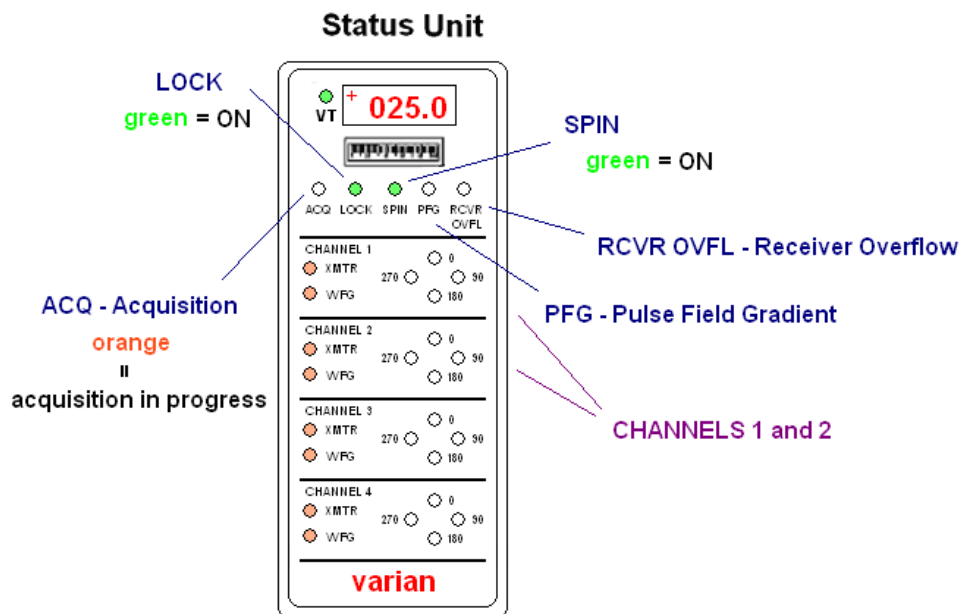 Status Unit
LOCK
green = ON
+ 025.0
VT
SPIN
green = ON
ACQ LOCK SPIN PFG RCVR
OVFL
RCVR OVFL - Receiver Overflow
ACQ - Acquisition
orange
=
acquisition in progress
PFG - Pulse Field Gradient
CHANNELS 1 and 2
CHANNEL 1
XMTR
WFG
0
270 90
180
CHANNEL 2
XMTR
WFG
0
270 90
180
CHANNEL 3
XMTR
WFG
0
270 90
180
CHANNEL 4
XMTR
WFG
0
270 90
180
varian